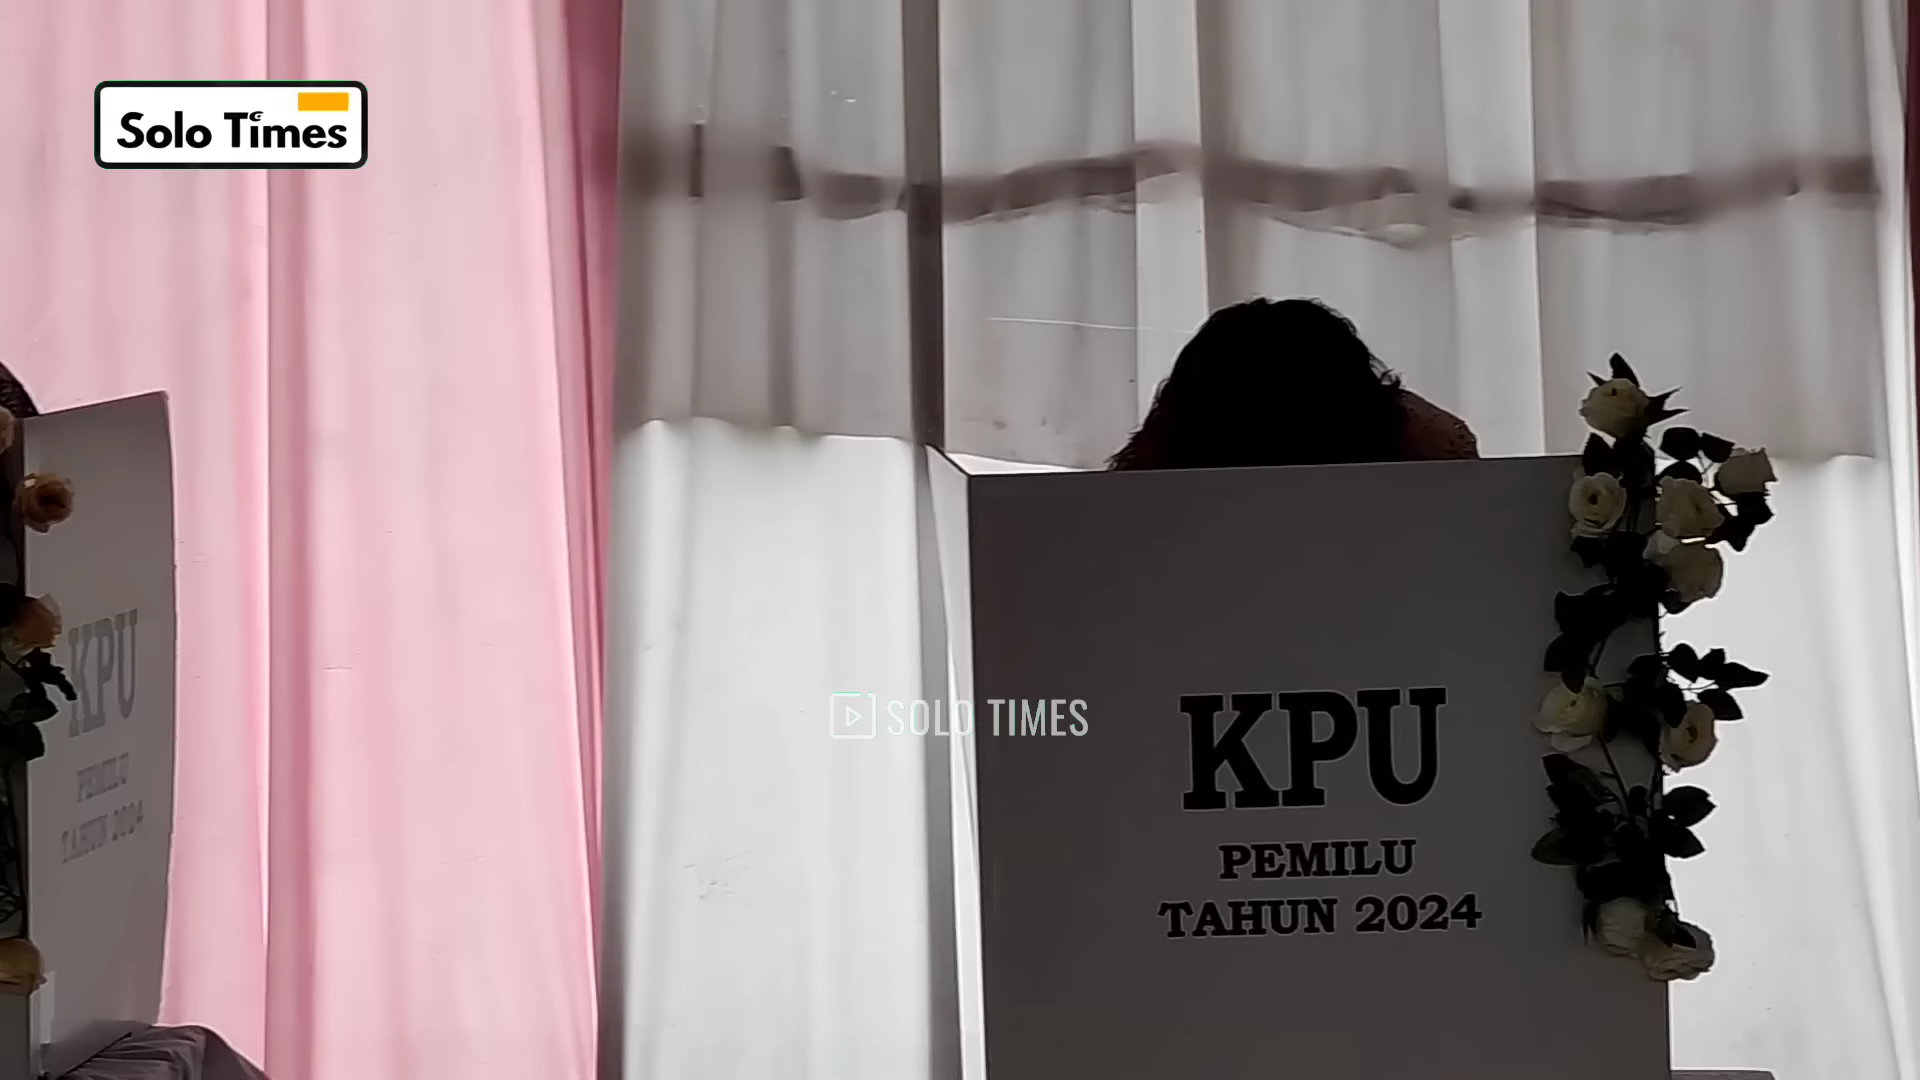 Solo Times
KPU
PEMILU
TAHUN 2024
SOLO TIMES
KPU
PEMILU
TAHUN 2024